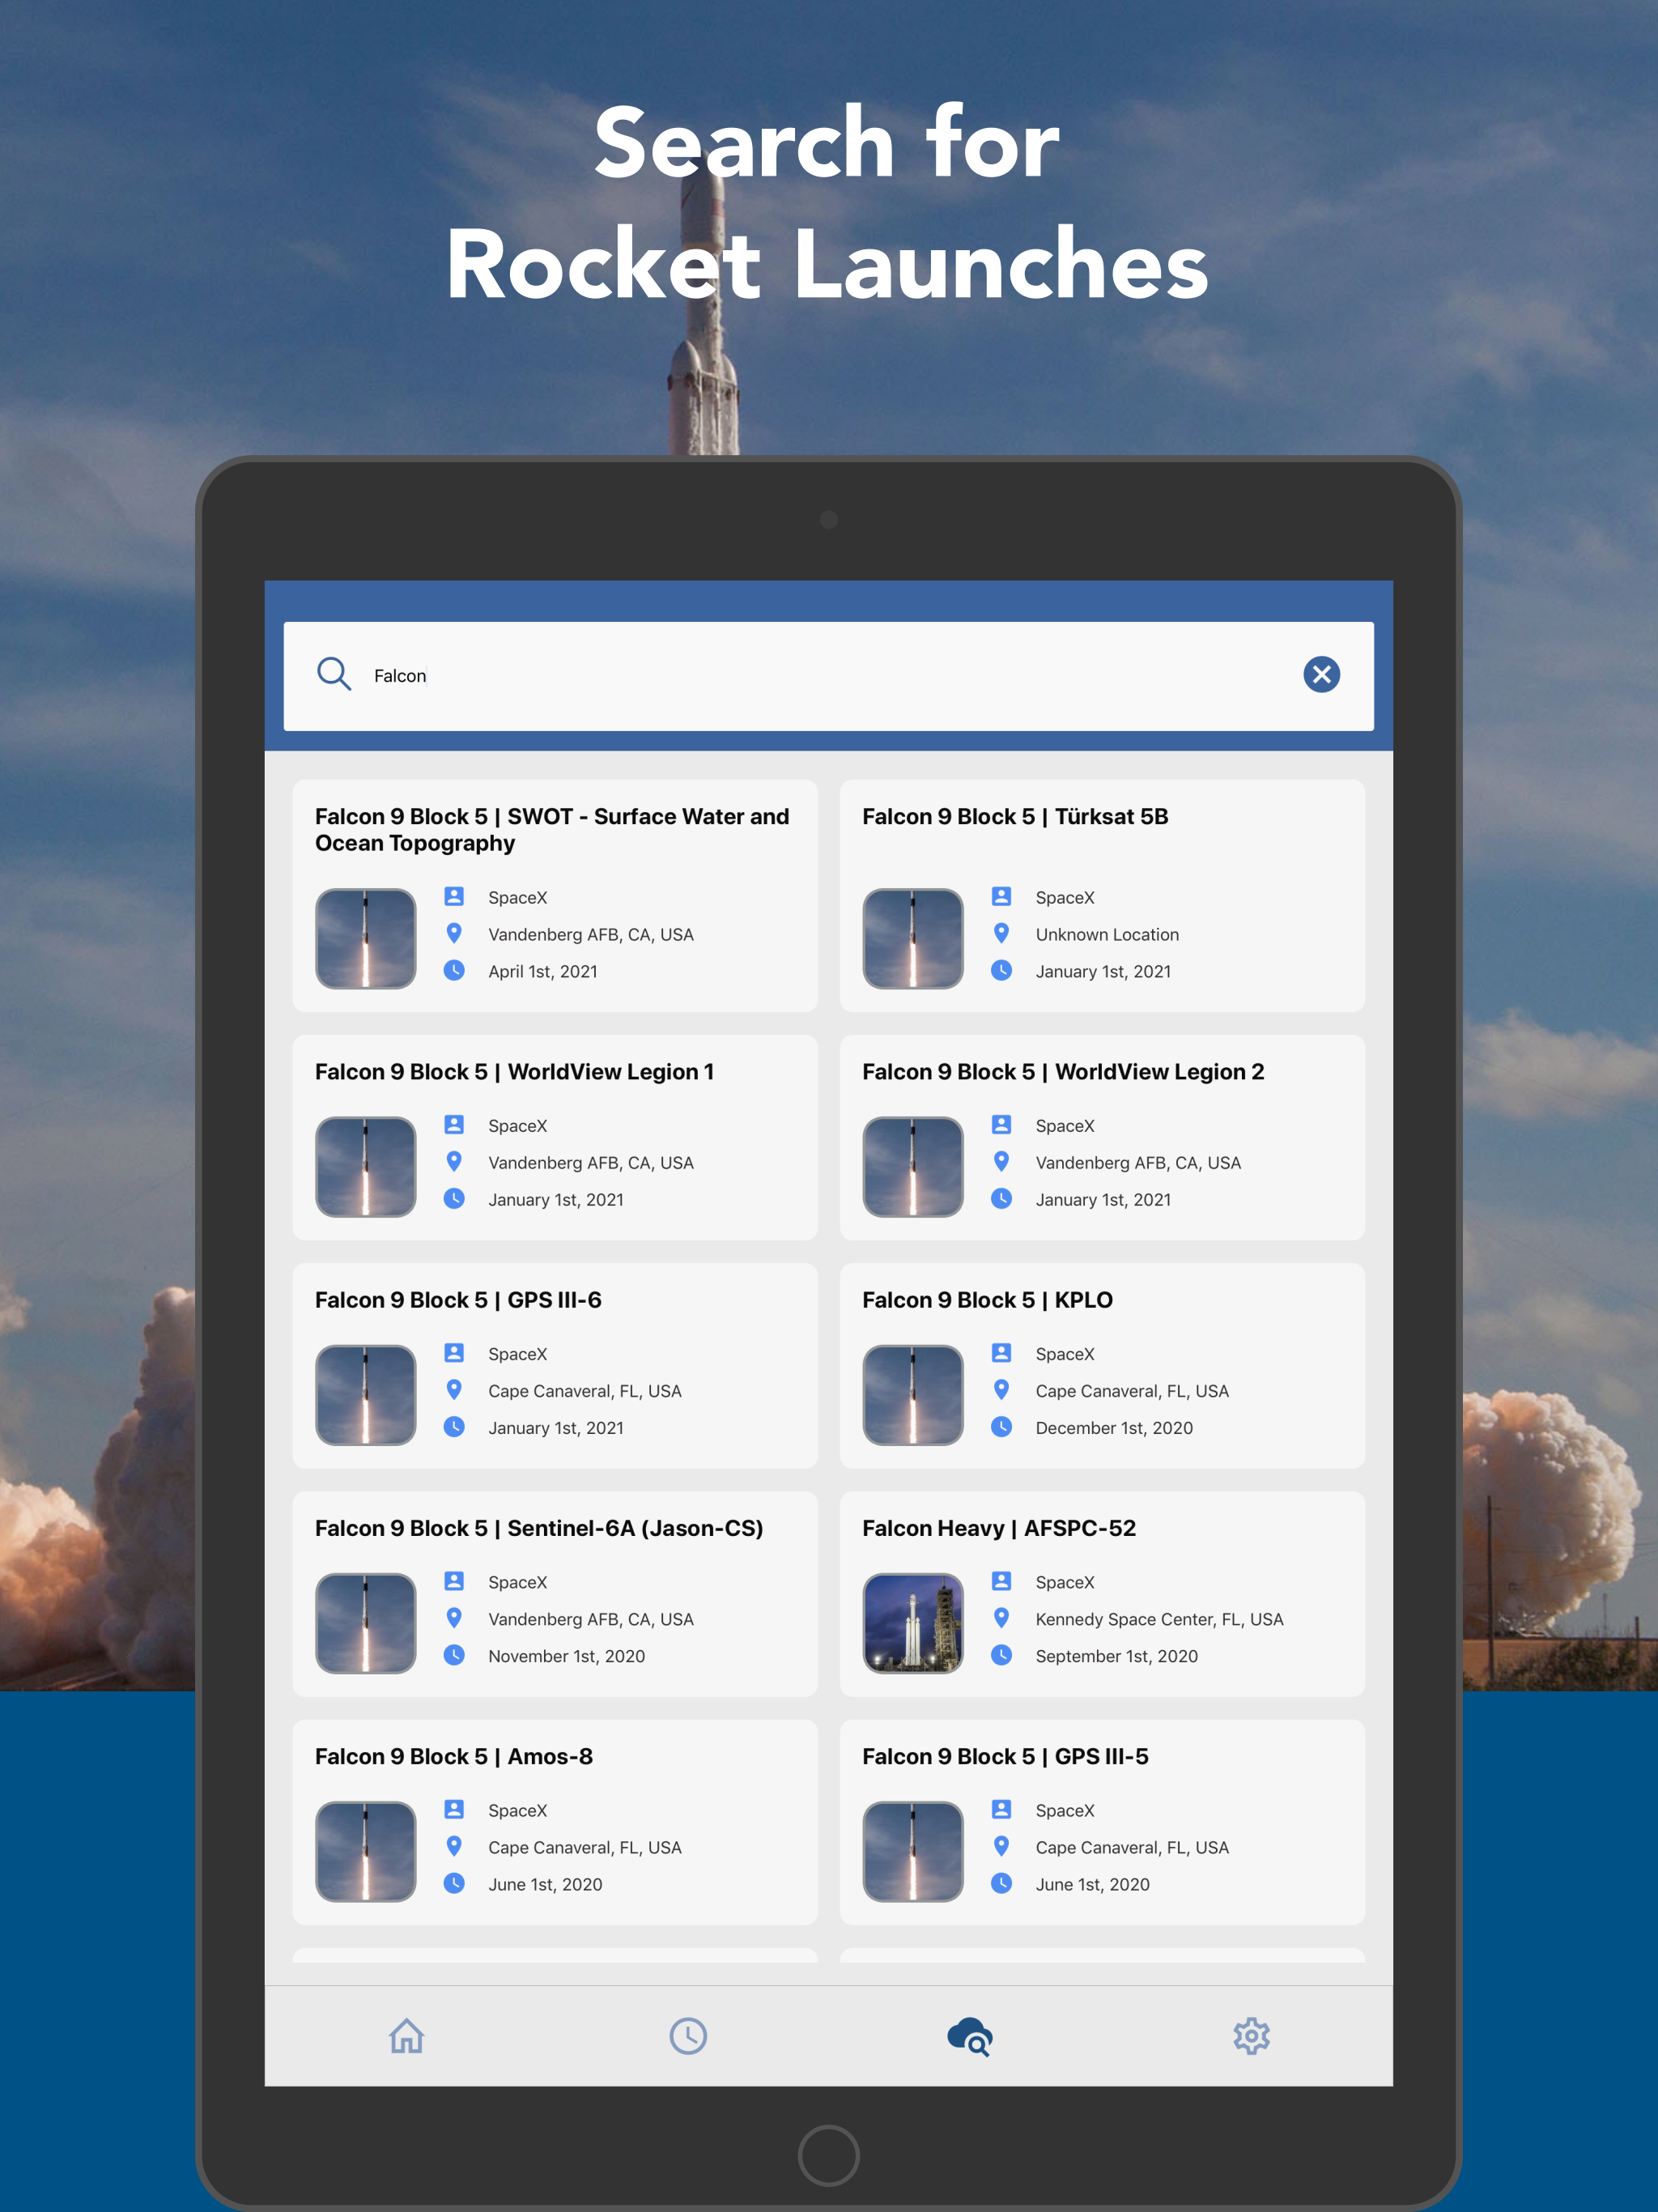 Search for
Rocket Launches
Falcon
Falcon 9 Block 5 | SWOT - Surface Water and
Ocean Topography
SpaceX
Vandenberg AFB, CA, USA
April 1st, 2021
Falcon 9 Block 5 | Türksat 5B
SpaceX
Unknown Location
January 1st, 2021
Falcon 9 Block 5 | WorldView Legion 1
SpaceX
Vandenberg AFB, CA, USA
January 1st, 2021
Falcon 9 Block 5 | WorldView Legion 2
SpaceX
Vandenberg AFB, CA, USA
January 1st, 2021
Falcon 9 Block 5 | GPS III-6
SpaceX
Cape Canaveral, FL, USA
January 1st, 2021
Falcon 9 Block 5 | KPLO
SpaceX
Cape Canaveral, FL, USA
December 1st, 2020
Falcon 9 Block 5 | Sentinel-6A (Jason-CS)
SpaceX
Vandenberg AFB, CA, USA
November 1st, 2020
Falcon Heavy | AFSPC-52
SpaceX
Kennedy Space Center, FL, USA
September 1st, 2020
Falcon 9 Block 5 | Amos-8
SpaceX
Cape Canaveral, FL, USA
June 1st, 2020
Falcon 9 Block 5 | GPS III-5
SpaceX
Cape Canaveral, FL, USA
June 1st, 2020